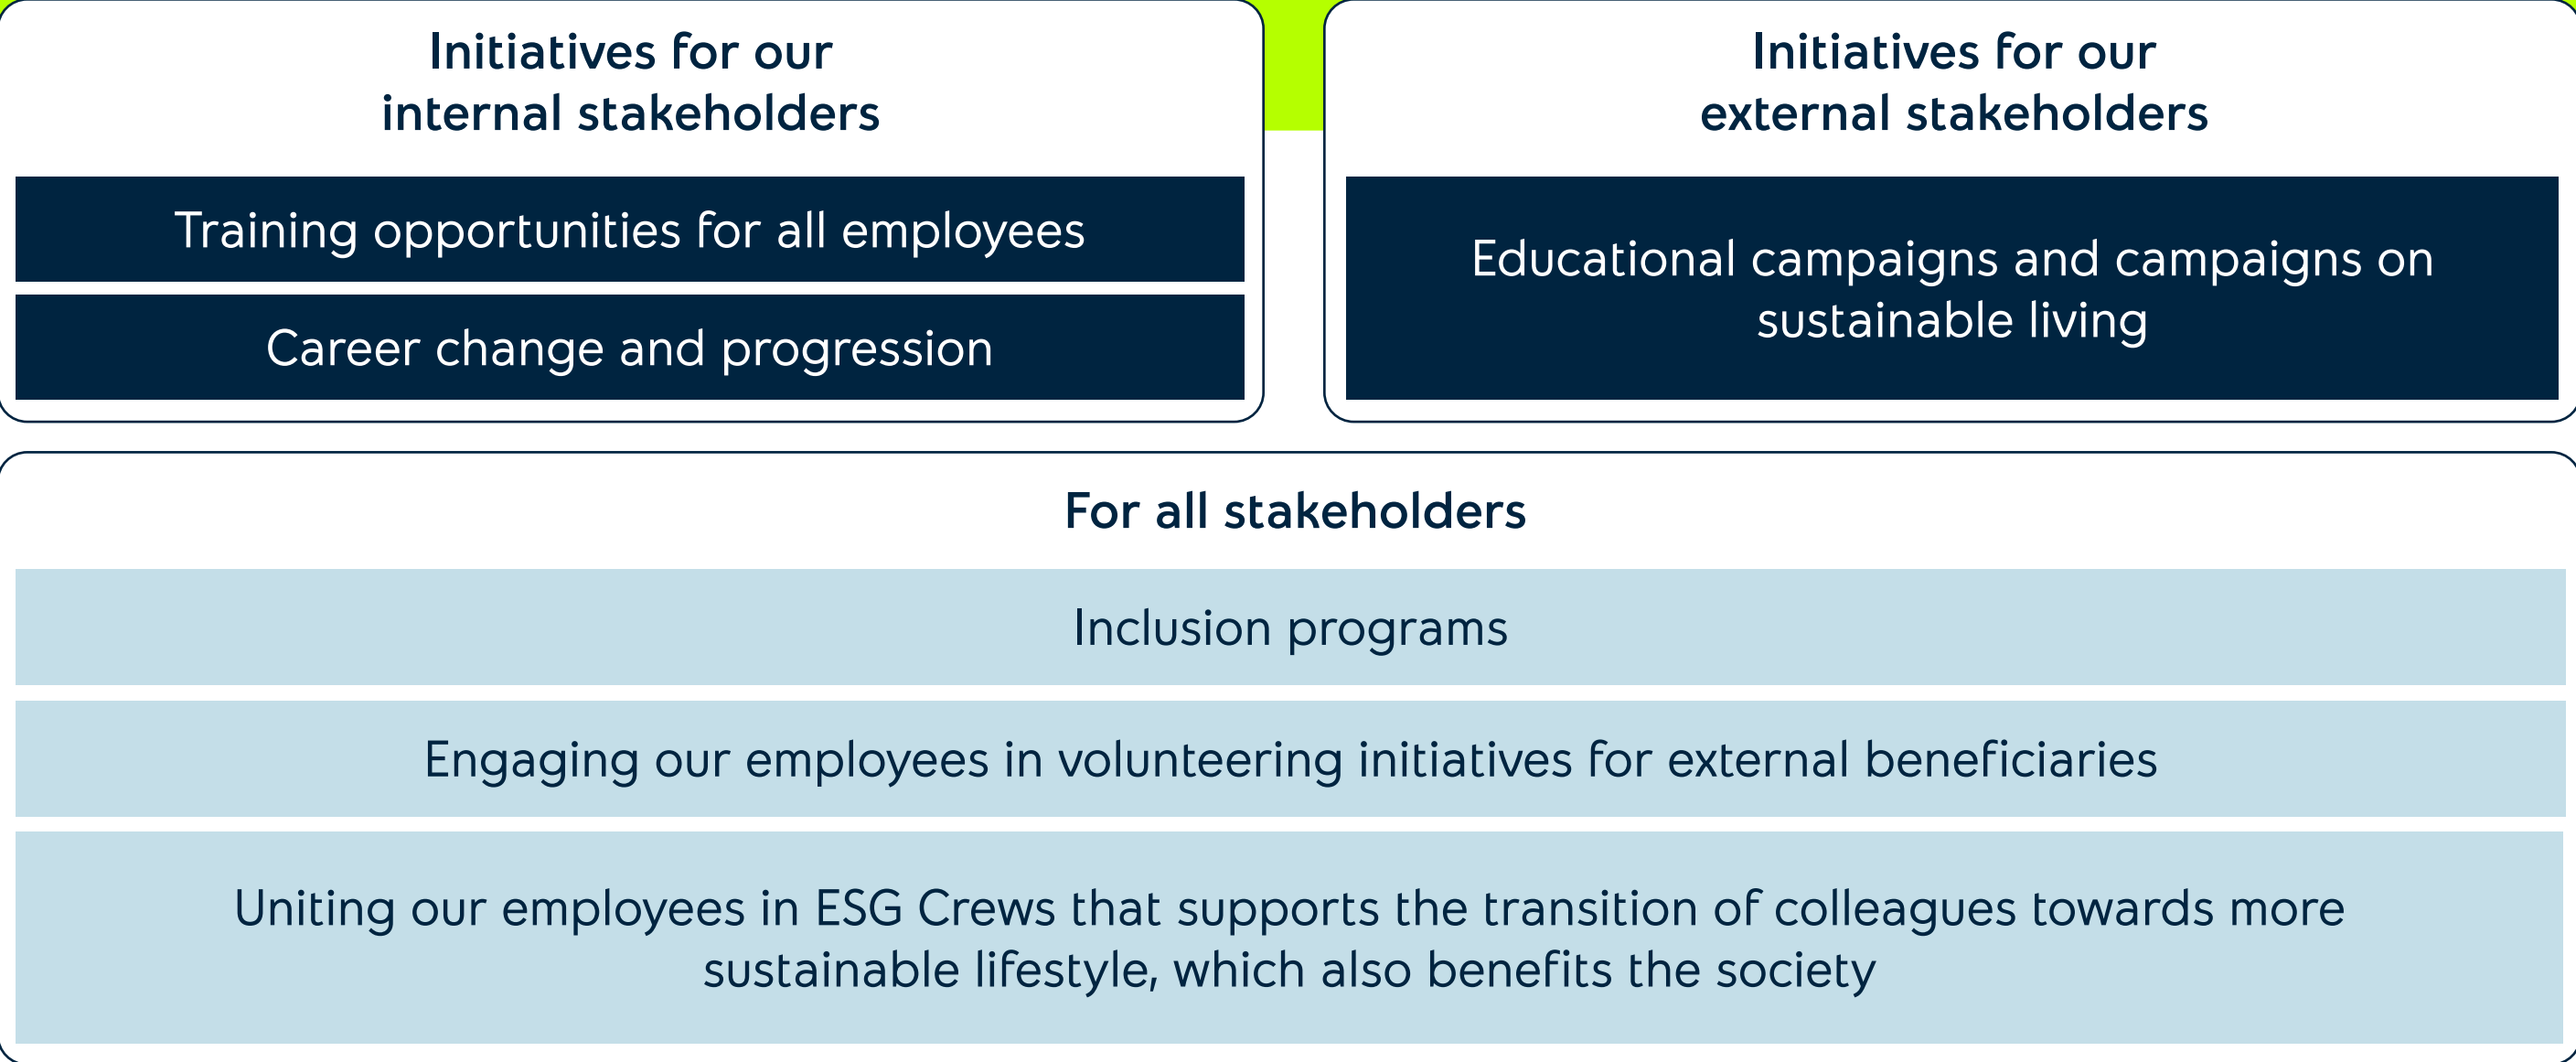 Initiatives for our
internal stakeholders
Training opportunities for all employees
Career change and progression
Initiatives for our
external stakeholders
Educational campaigns and campaigns on
sustainable living
For all stakeholders
Inclusion programs
Engaging our employees in volunteering initiatives for external beneficiaries
Uniting our employees in ESG Crews that supports the transition of colleagues towards more
sustainable lifestyle, which also benefits the society